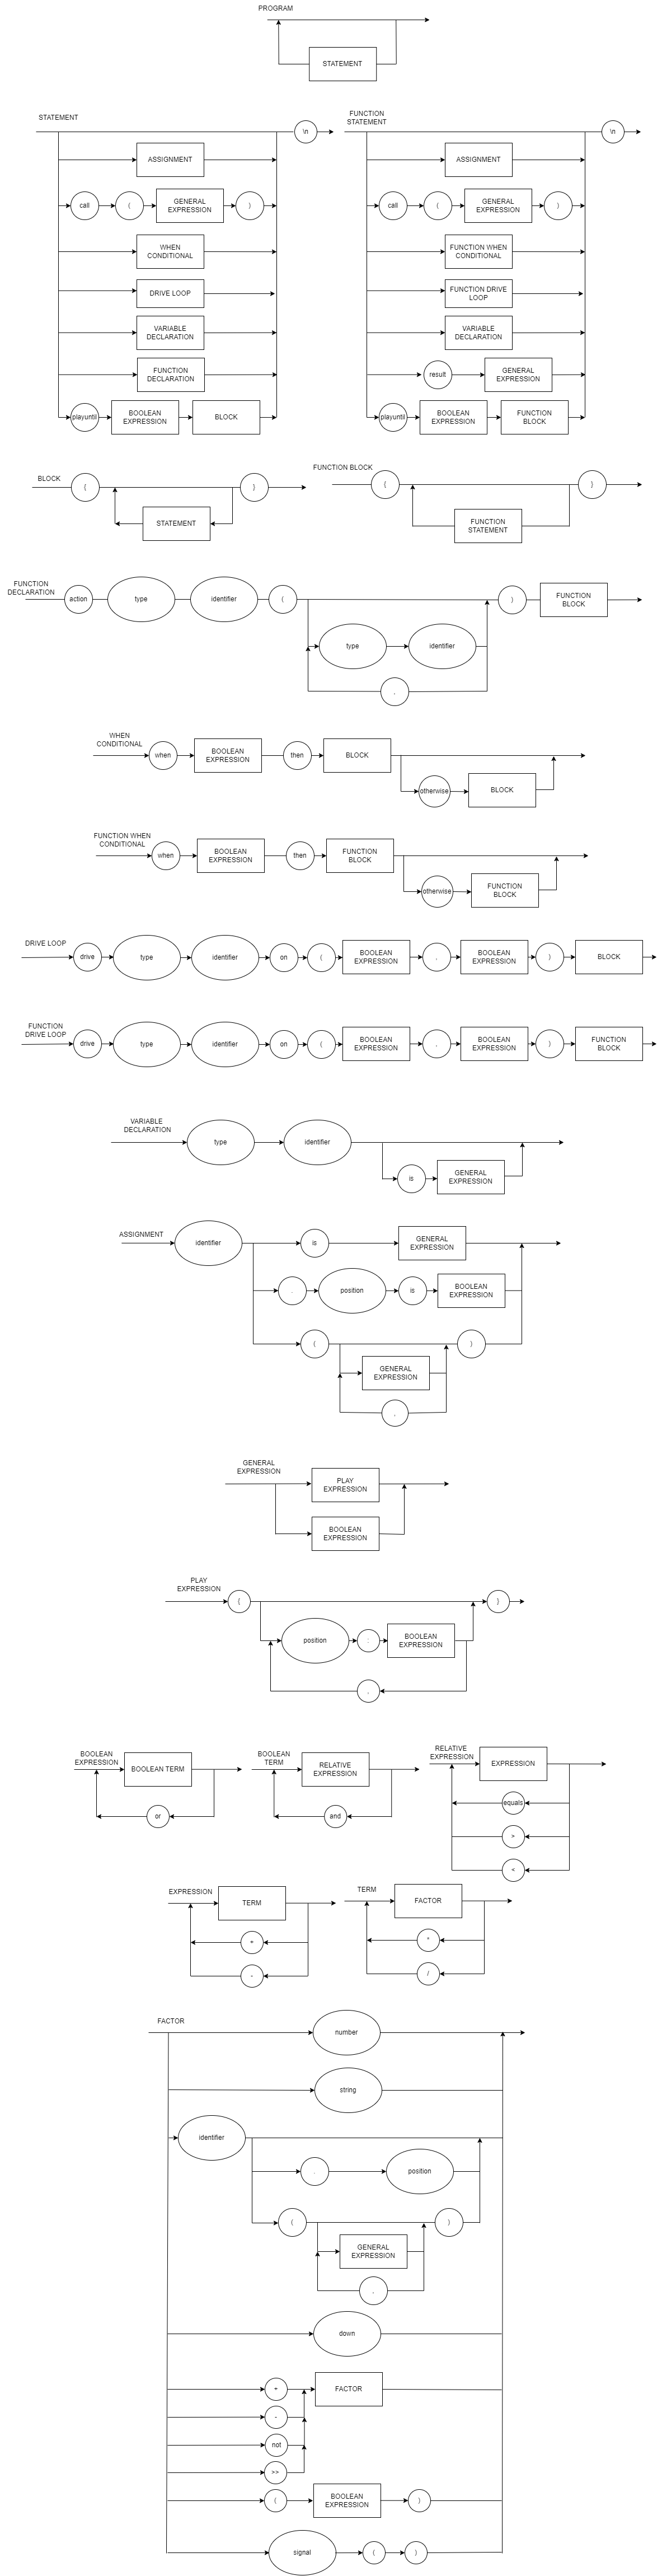 PROGRAM
STATEMENT
STATEMENT
\n
ASSIGNMENT
call
(
GENERAL
EXPRESSION
)
WHEN
CONDITIONAL
DRIVE LOOP
VARIABLE
DECLARATION
FUNCTION
DECLARATION
playuntil
BOOLEAN
EXPRESSION
BLOCK
FUNCTION
STATEMENT
\n
ASSIGNMENT
call
(
GENERAL
EXPRESSION
)
FUNCTION WHEN
CONDITIONAL
FUNCTION DRIVE
LOOP
VARIABLE
DECLARATION
result
GENERAL
EXPRESSION
playuntil
BOOLEAN
EXPRESSION
FUNCTION
BLOCK
BLOCK
{
}
STATEMENT
FUNCTION BLOCK
{
}
FUNCTION
STATEMENT
FUNCTION
DECLARATION
action
type
identifier
(
)
FUNCTION
BLOCK
type
identifier
,
WHEN
CONDITIONAL
when
BOOLEAN
EXPRESSION
then
BLOCK
otherwise
BLOCK
FUNCTION WHEN
CONDITIONAL
when
BOOLEAN
EXPRESSION
then
FUNCTION
BLOCK
otherwise
FUNCTION
BLOCK
DRIVE LOOP
drive
type
identifier
on
(
BOOLEAN
EXPRESSION
,
BOOLEAN
EXPRESSION
)
BLOCK
FUNCTION
DRIVE LOOP
drive
type
identifier
on
(
BOOLEAN
EXPRESSION
,
BOOLEAN
EXPRESSION
)
FUNCTION
BLOCK
VARIABLE
DECLARATION
type
identifier
is
GENERAL
EXPRESSION
ASSIGNMENT
identifier
is
GENERAL
EXPRESSION
.
position
is
BOOLEAN
EXPRESSION
(
)
GENERAL
EXPRESSION
,
GENERAL
EXPRESSION
PLAY
EXPRESSION
BOOLEAN
EXPRESSION
PLAY
EXPRESSION
{
}
position
:
BOOLEAN
EXPRESSION
,
BOOLEAN
EXPRESSION
BOOLEAN TERM
or
BOOLEAN
TERM
RELATIVE
EXPRESSION
and
RELATIVE
EXPRESSION
EXPRESSION
equals
>
<
EXPRESSION
TERM
+
-
TERM
FACTOR
*
/
FACTOR
number
string
identifier
.
position
(
)
GENERAL
EXPRESSION
,
down
+
FACTOR
-
not
>>
(
BOOLEAN
EXPRESSION
)
signal
(
)